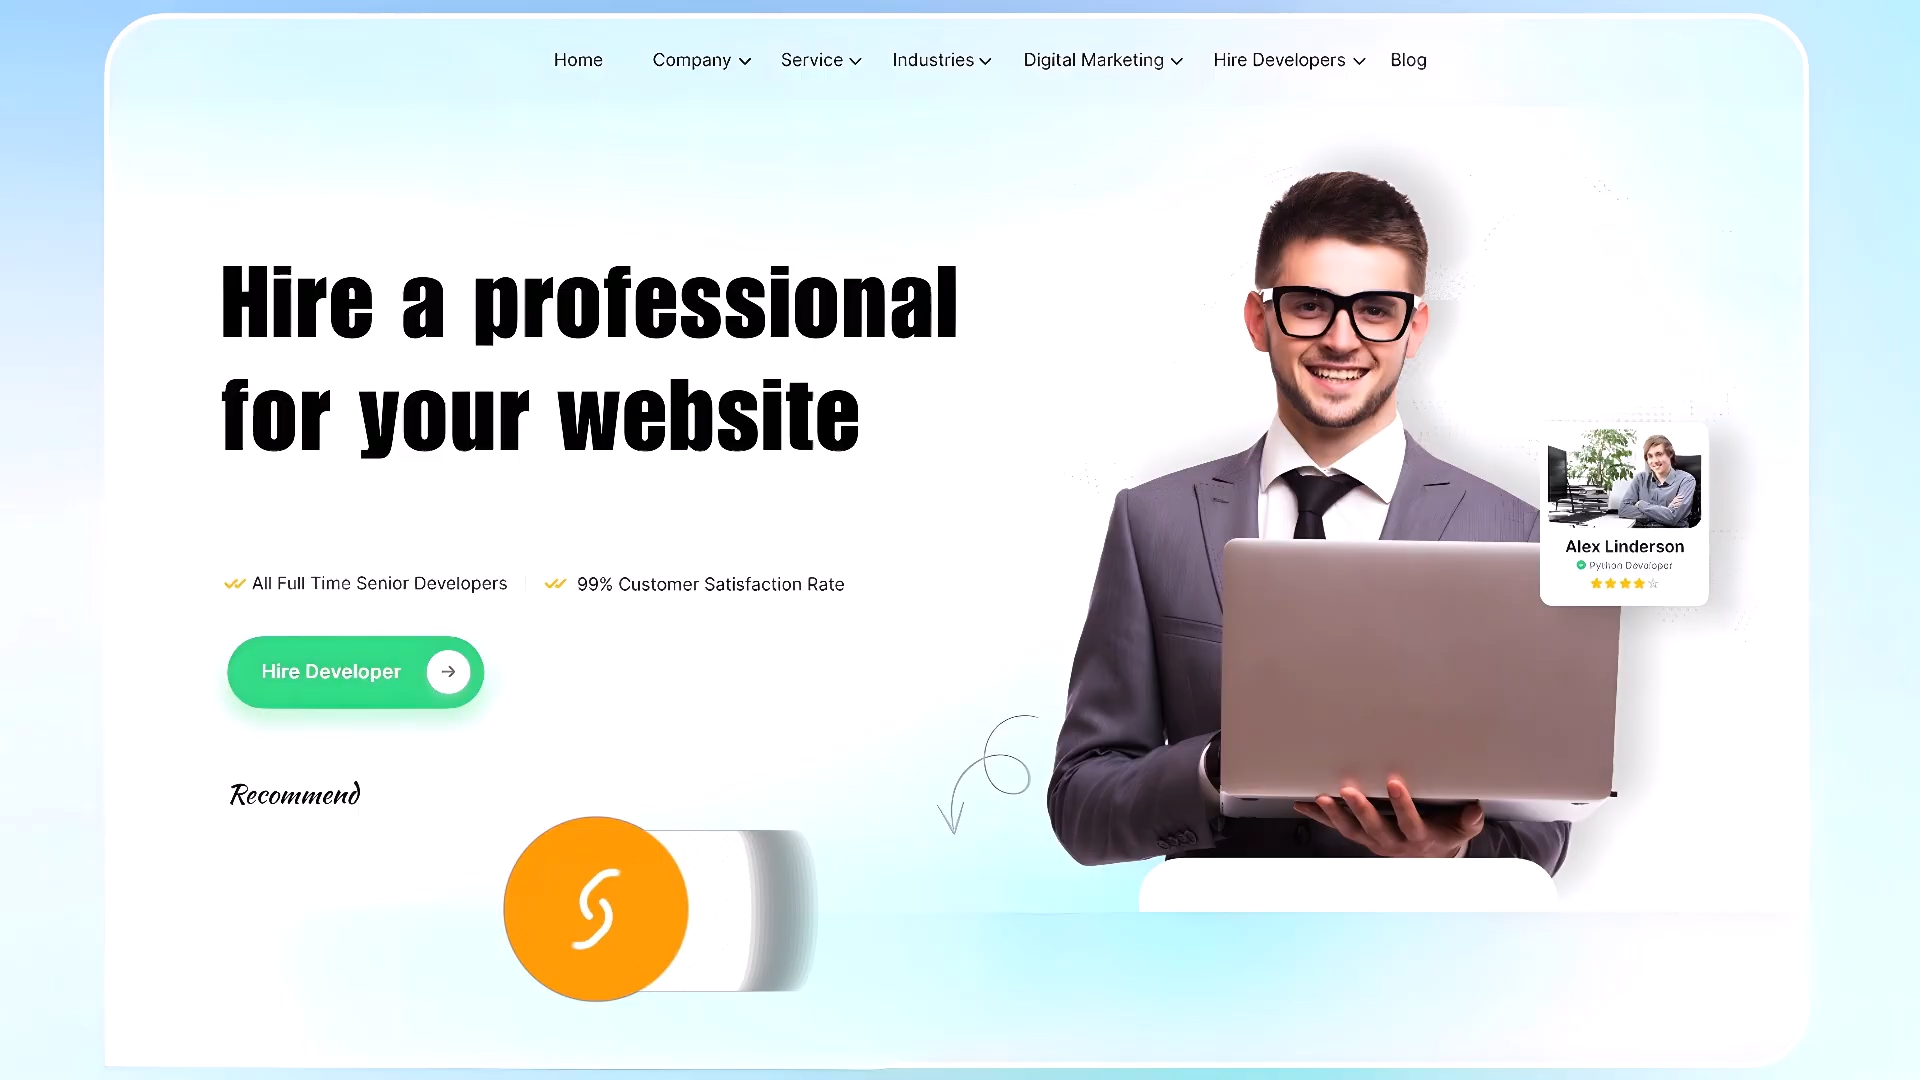 Home Company Service Industries Digital Marketing Hire Developers Blog
Hire a professional
for your website
All Full Time Senior Developers 99% Customer Satisfaction Rate
Hire Developer
Recommend
Alex Linderson
Python Developer